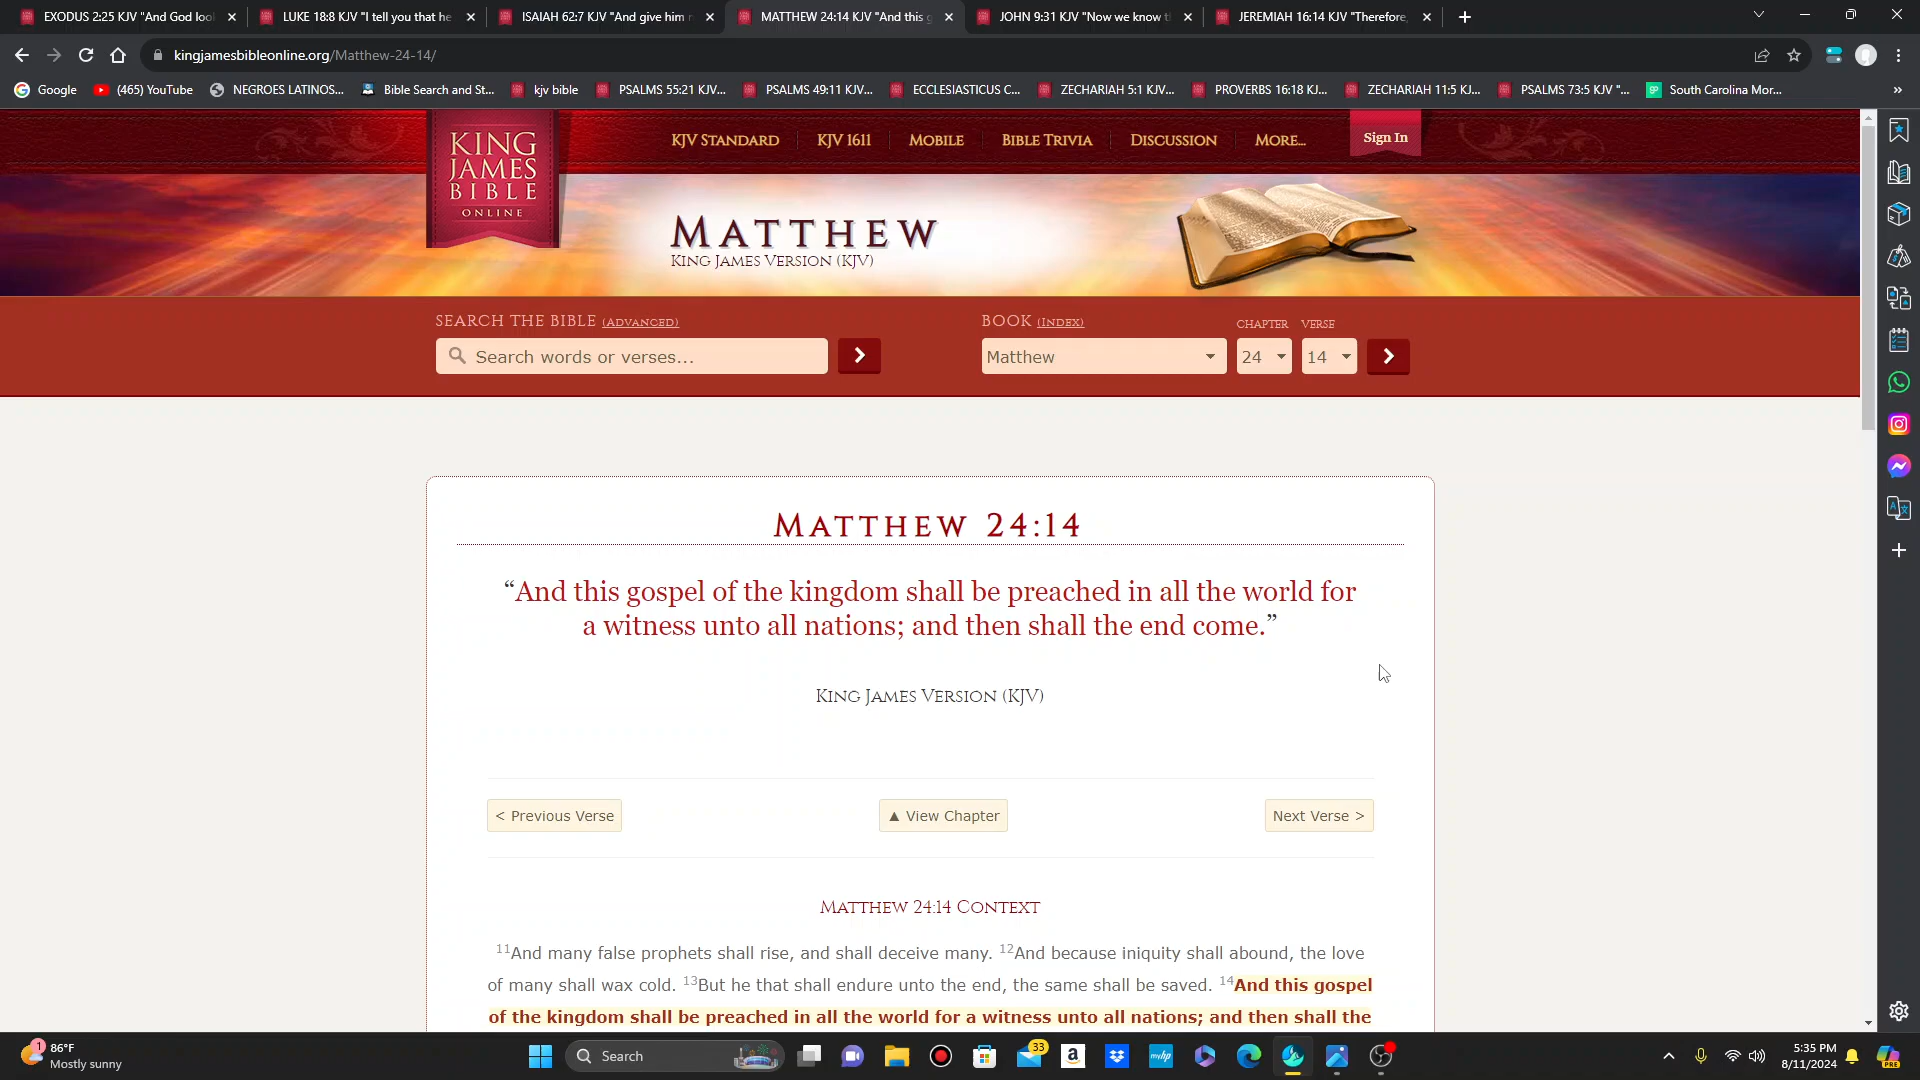 EXODUS 2:25 KJV "And God loo
LUKE 18:8 KJV "I tell you that he
ISAIAH 62:7 KJV "And give him n
MATTHEW 24:14 KJV "And this g
JOHN 9:31 KJV "Now we know t
JEREMIAH 16:14 KJV "Therefore,
kingjamesbibleonline.org/Matthew-24-14/
Google
(465) YouTube
NEGROES LATINOS...
Bible Search and St...
kjv bible
PSALMS 55:21 KJV...
PSALMS 49:11 KJV...
ECCLESIASTICUS C...
ZECHARIAH 5:1 KJV...
PROVERBS 16:18 KJ...
ZECHARIAH 11:5 KJ...
PSALMS 73:5 KJV "...
South Carolina Mor...
KING
JAMES
BIBLE
ONLINE
KJV STANDARD
KJV 1611
MOBILE
BIBLE TRIVIA
DISCUSSION
MORE...
Sign In
MATTHEW
KING JAMES VERSION (KJV)
SEARCH THE BIBLE (ADVANCED)
Search words or verses...
BOOK (INDEX)
CHAPTER
VERSE
Matthew
24
14
MATTHEW 24:14
“And this gospel of the kingdom shall be preached in all the world for
a witness unto all nations; and then shall the end come.”
KING JAMES VERSION (KJV)
< Previous Verse
▲ View Chapter
Next Verse >
MATTHEW 24:14 CONTEXT
11And many false prophets shall rise, and shall deceive many. 12And because iniquity shall abound, the love
of many shall wax cold. 13But he that shall endure unto the end, the same shall be saved. 14And this gospel
of the kingdom shall be preached in all the world for a witness unto all nations; and then shall the
1
86°F
Mostly sunny
Search
33
a
myhp
5:35 PM
8/11/2024
PRE